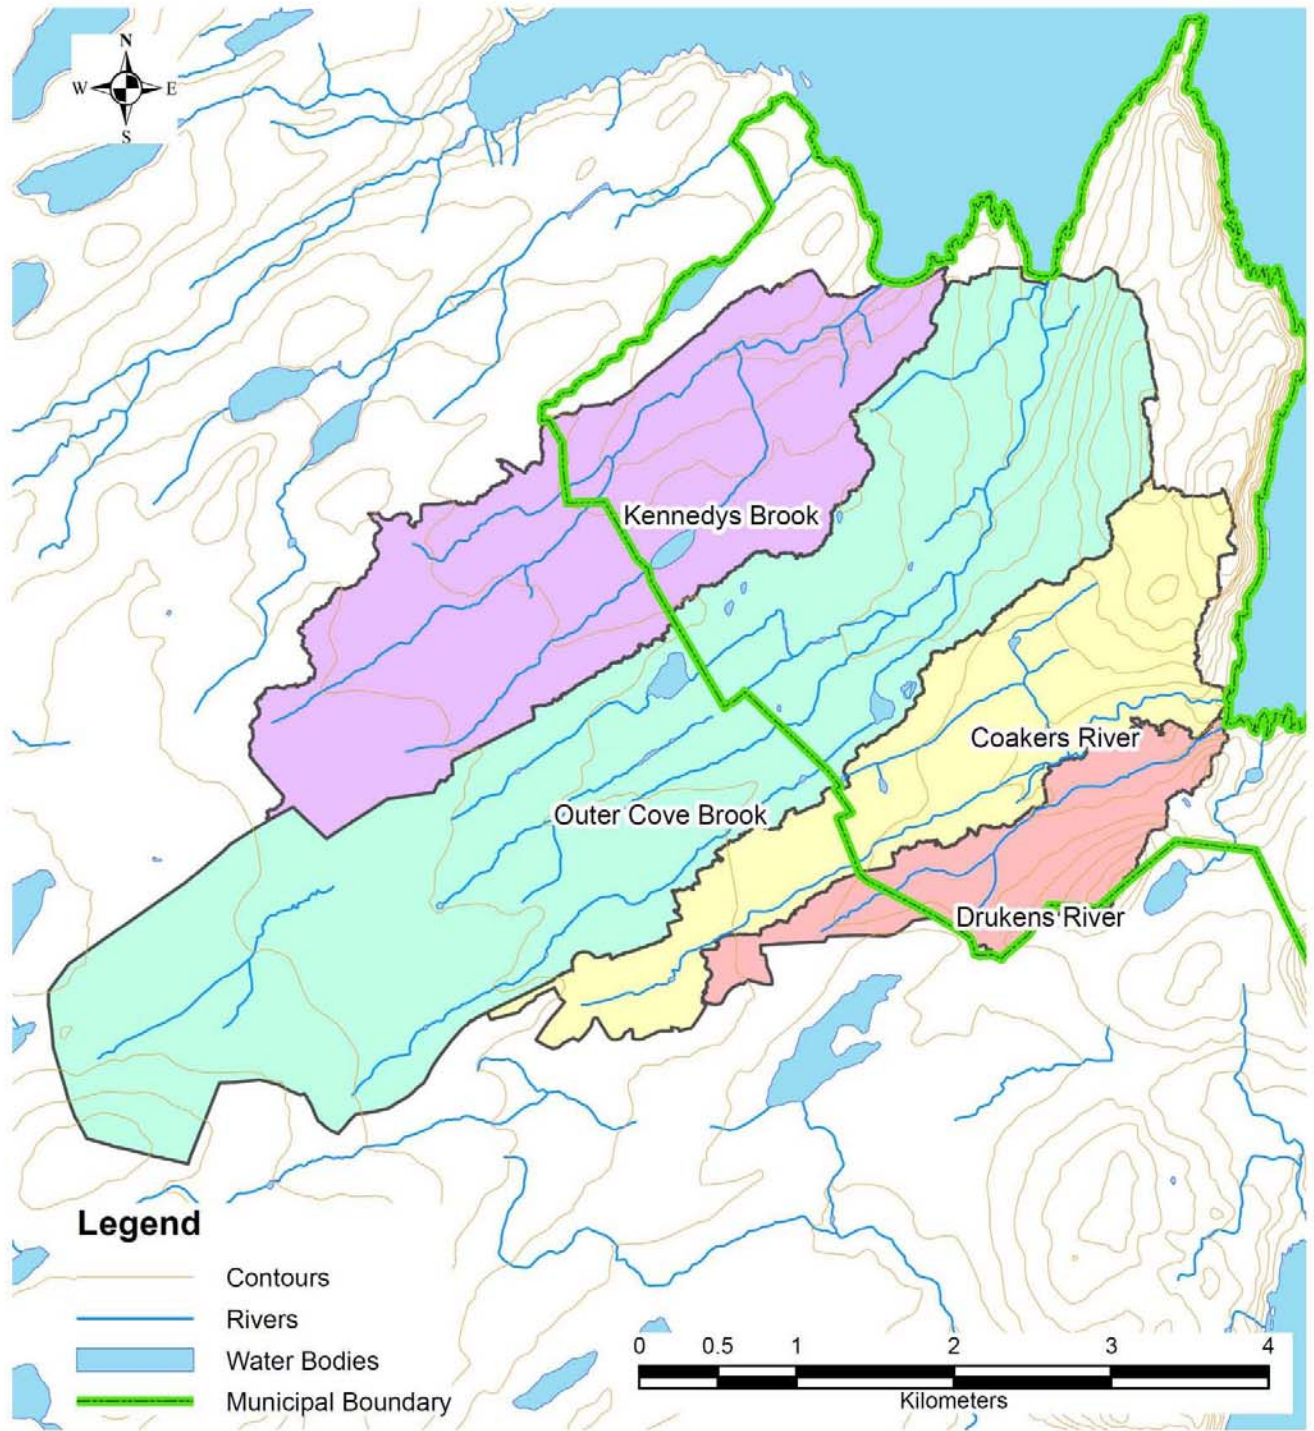 N
W E
S
Kennedys Brook
Coakers River
Outer Cove Brook
Drukens River
Legend
Contours
Rivers
Water Bodies
Municipal Boundary
0 0.5 1 2 3 4
Kilometers